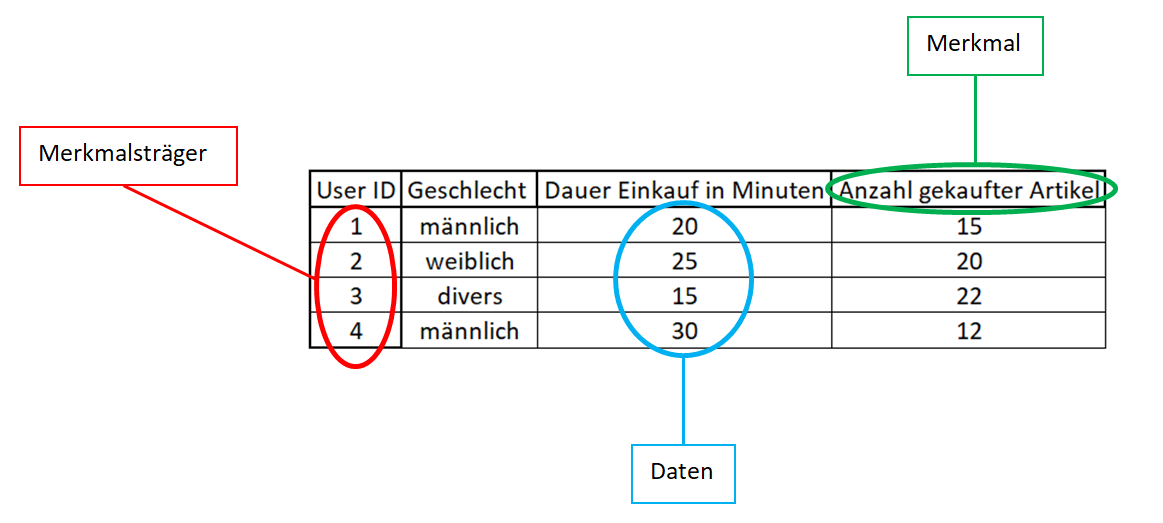 Merkmal
Merkmalsträger
User ID Geschlecht Dauer Einkauf in Minuten Anzahl gekaufter Artikel
1 männlich 20 15
2 weiblich 25 20
3 divers 15 22
4 männlich 30 12
Daten